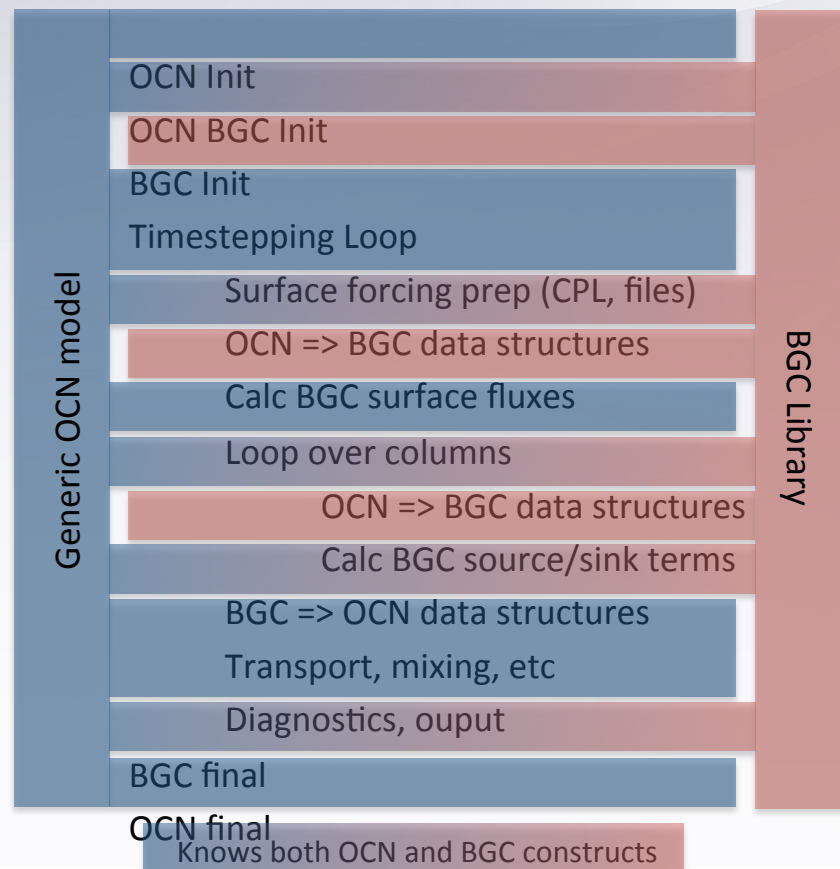 Generic OCN model
OCN Init
OCN BGC Init
BGC Init
Timestepping Loop
Surface forcing prep (CPL, files)
OCN => BGC data structures
Calc BGC surface fluxes
Loop over columns
OCN => BGC data structures
Calc BGC source/sink terms
BGC => OCN data structures
Transport, mixing, etc
Diagnostics, ouput
BGC final
OCN final
Knows both OCN and BGC constructs
BGC Library